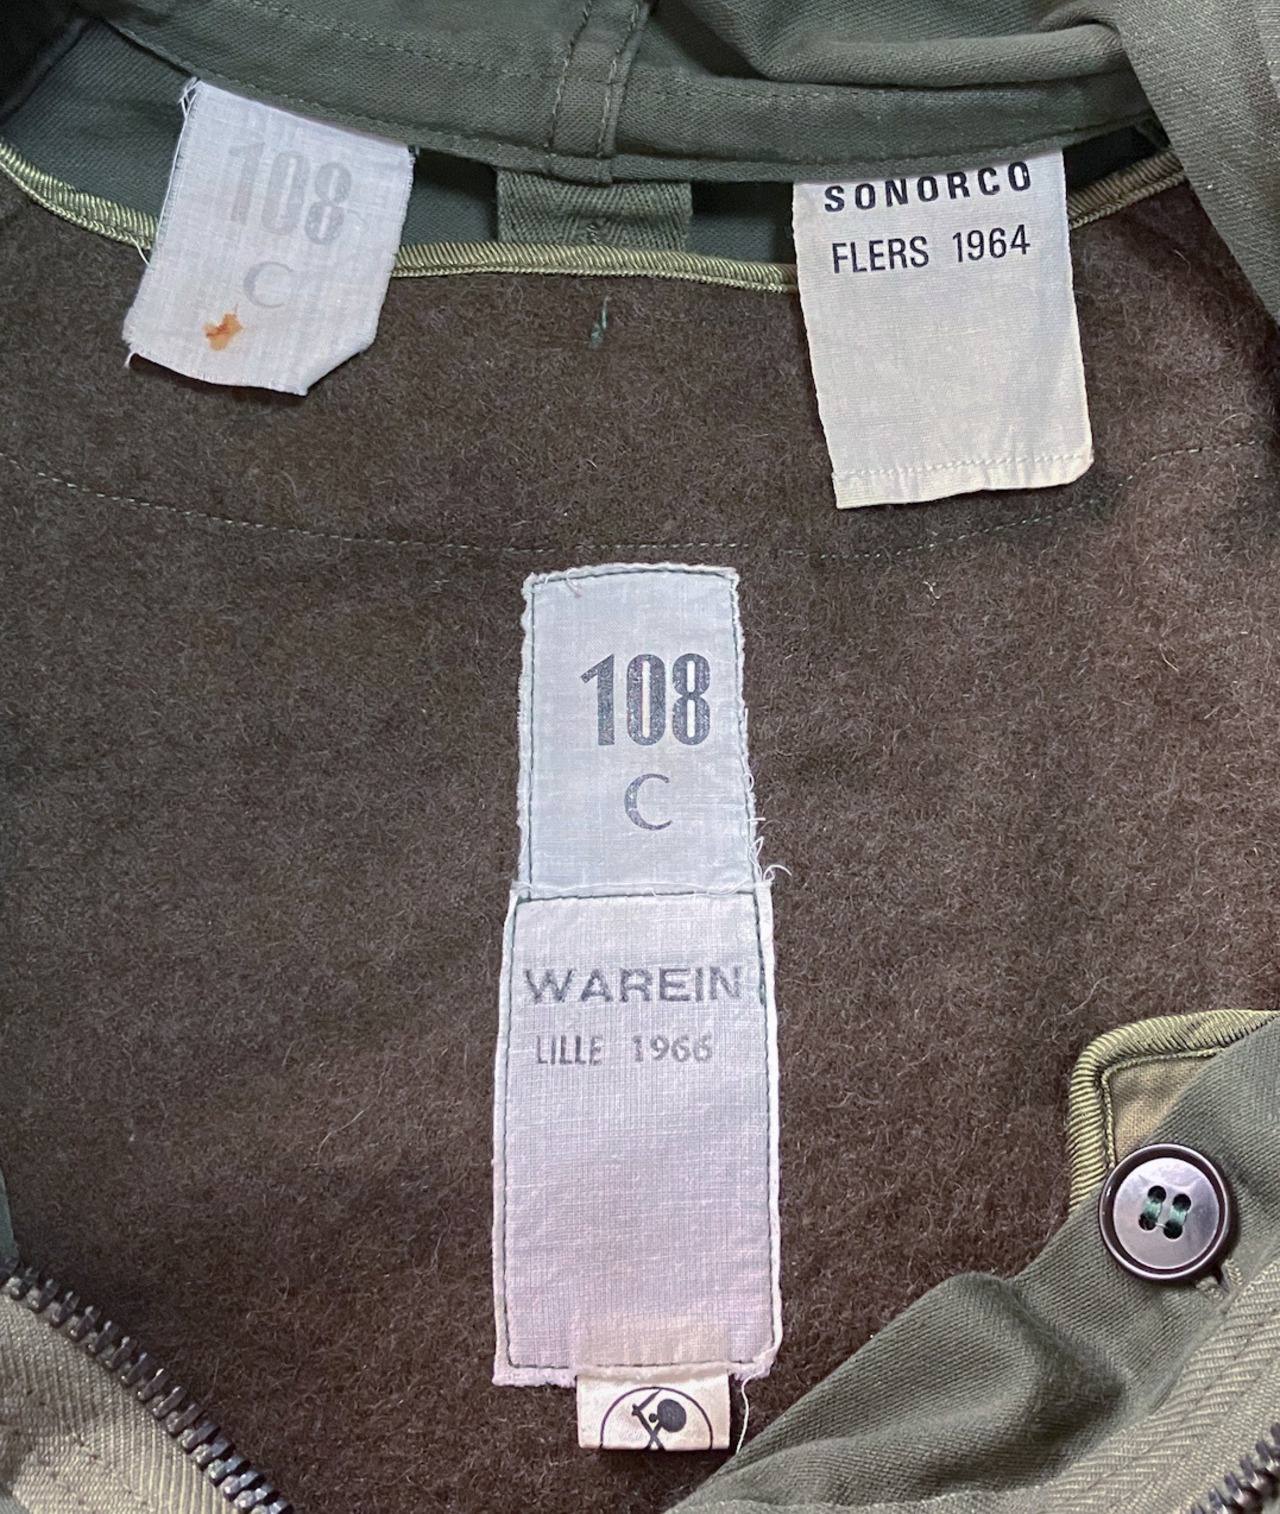 108
C
SONORCO
FLERS 1964
108
C
WAREIN
LILLE 1966